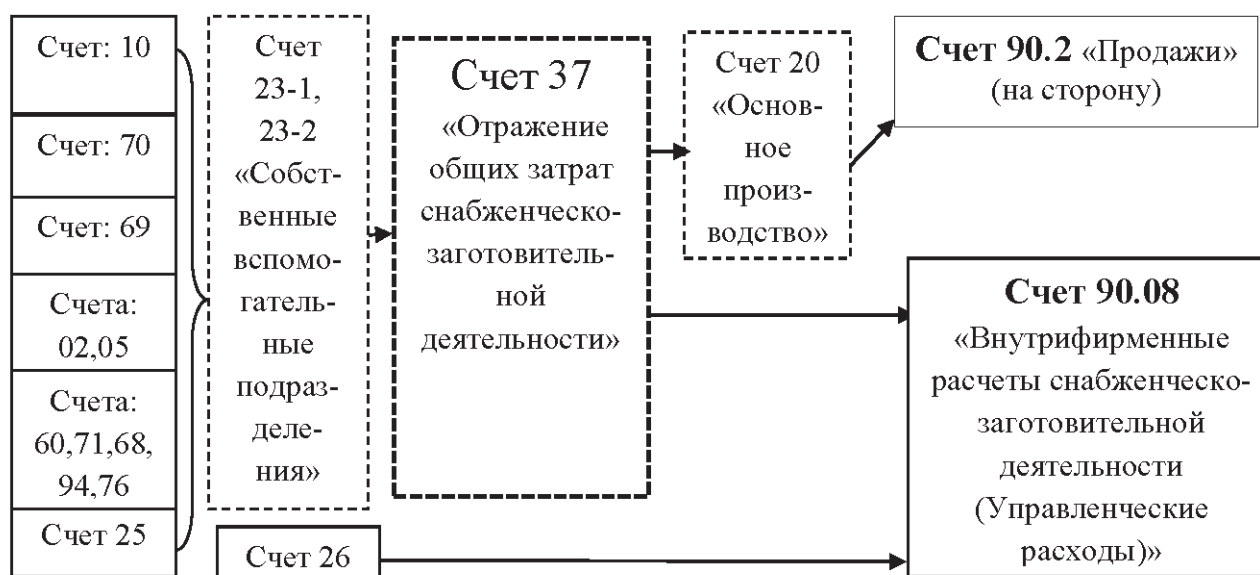 Счет: 10
Счет: 70
Счет: 69
Счета:
02,05
Счета:
60,71,68,
94,76
Счет 25
Счет
23-1,
23-2
«Собст-
венные
вспомо-
гатель-
ные
подраз-
деле-
ния»
Счет 26
Счет 37
«Отражение
общих затрат
снабженческо-
заготовитель-
ной
деятельности»
Счет 20
«Основ-
ное
произ-
водство»
Счет 90.2 «Продажи»
(на сторону)
Счет 90.08
«Внутрифирменные
расчеты снабженческо-
заготовительной
деятельности
(Управленческие
расходы)»